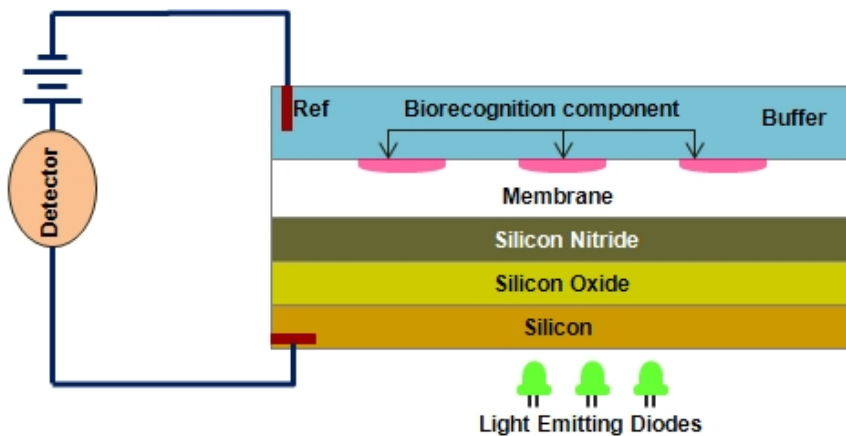 Ref
Biorecognition component
Buffer
Detector
Membrane
Silicon Nitride
Silicon Oxide
Silicon
Light Emitting Diodes